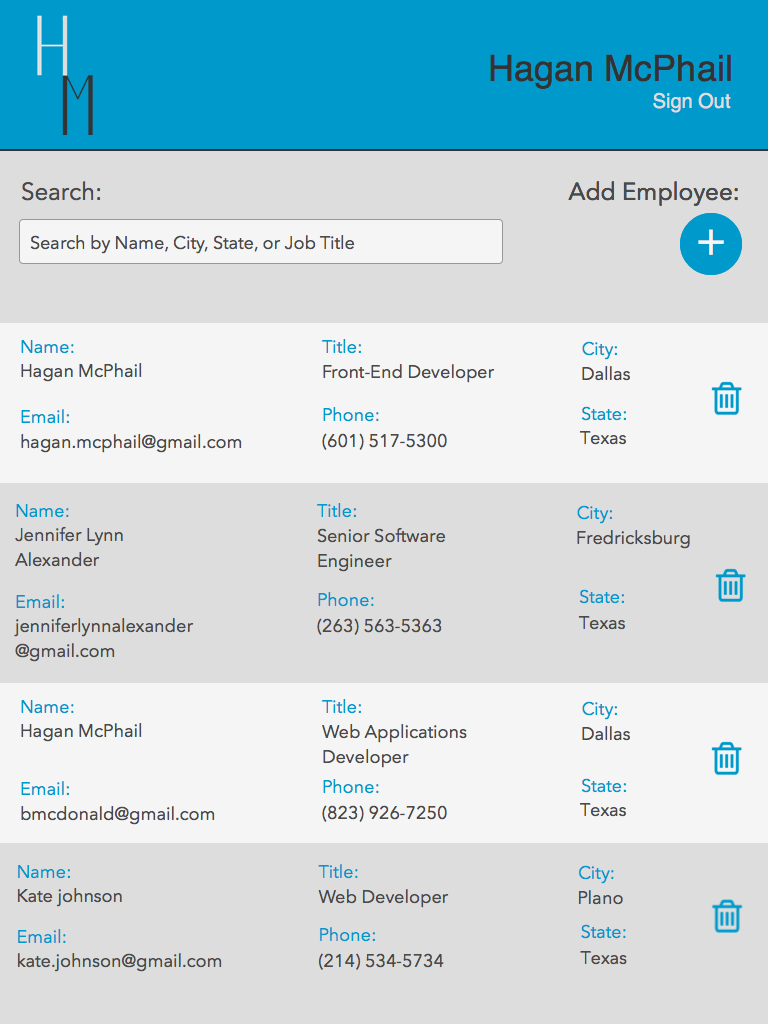 H
M
Hagan McPhail
Sign Out
Search:
Add Employee:
Search by Name, City, State, or Job Title
+
Name:
Hagan McPhail
Title:
Front-End Developer
City:
Dallas
Email:
hagan.mcphail@gmail.com
Phone:
(601) 517-5300
State:
Texas
Name:
Jennifer Lynn
Alexander
Title:
Senior Software
Engineer
City:
Fredricksburg
Email:
jenniferlynnalexander
@gmail.com
Phone:
(263) 563-5363
State:
Texas
Name:
Hagan McPhail
Title:
Web Applications
Developer
City:
Dallas
Email:
bmcdonald@gmail.com
Phone:
(823) 926-7250
State:
Texas
Name:
Kate johnson
Title:
Web Developer
City:
Plano
Email:
kate.johnson@gmail.com
Phone:
(214) 534-5734
State:
Texas